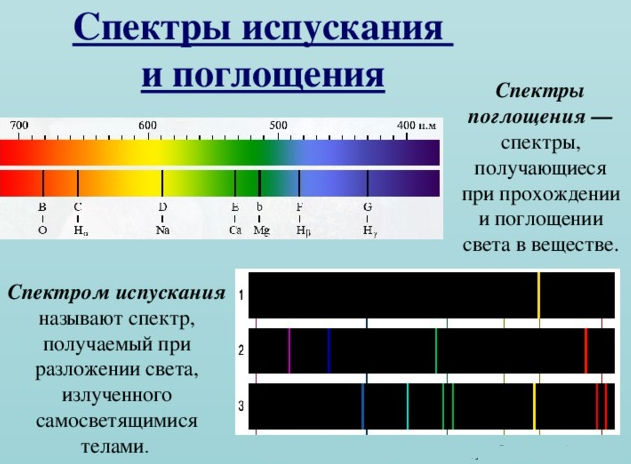 Спектры испускания
и поглощения
700 600 500 400 н.м
B C D E b F G
O Hα Na Ca Mg Hβ Hγ
Спектры
поглощения —
спектры,
получающиеся
при прохождении
и поглощении
света в веществе.
Спектром испускания
называют спектр,
получаемый при
разложении света,
излученного
самосветящимися
телами.
1
2
3